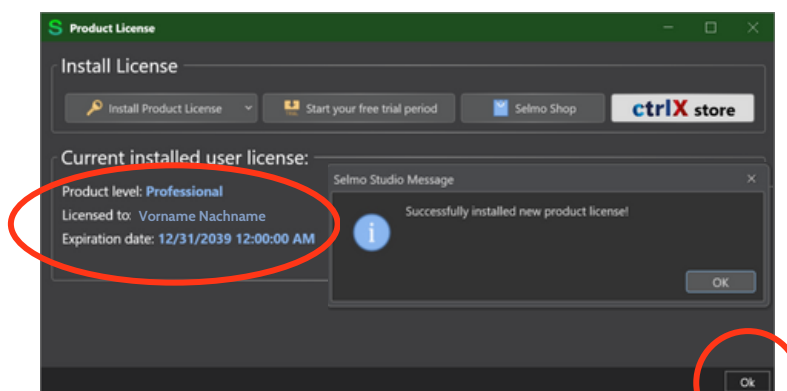 S Product License
Install License
Install Product License
Start your free trial period
Selmo Shop
ctrlX store
Current installed user license:
Product level: Professional
Licensed to: Vorname Nachname
Expiration date: 12/31/2039 12:00:00 AM
Selmo Studio Message
Successfully installed new product license!
i
OK
Ok